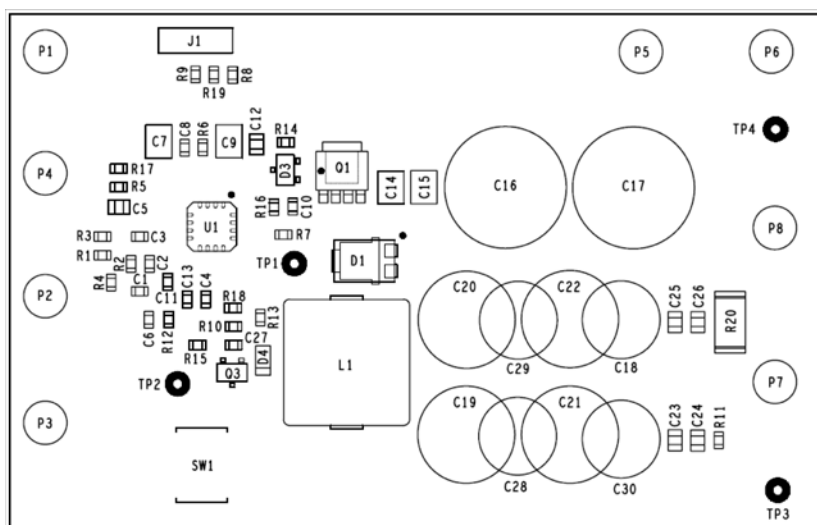 P1
J1
P5
P6
R9
R19
R8
C7
C8
R6
C9
C12
R14
D3
Q1
C14
C15
C16
C17
TP4
P4
R17
R5
C5
U1
R16
C10
R7
P8
R3
C3
R1
R2
C2
R4
C1
C11
C13
C4
TP1
D1
P2
R18
R13
C6
R12
R10
C27
R15
D4
L1
C20
C22
C29
C18
C25
C26
R20
TP2
Q3
P7
P3
SW1
C19
C21
C28
C30
C23
C24
R11
TP3